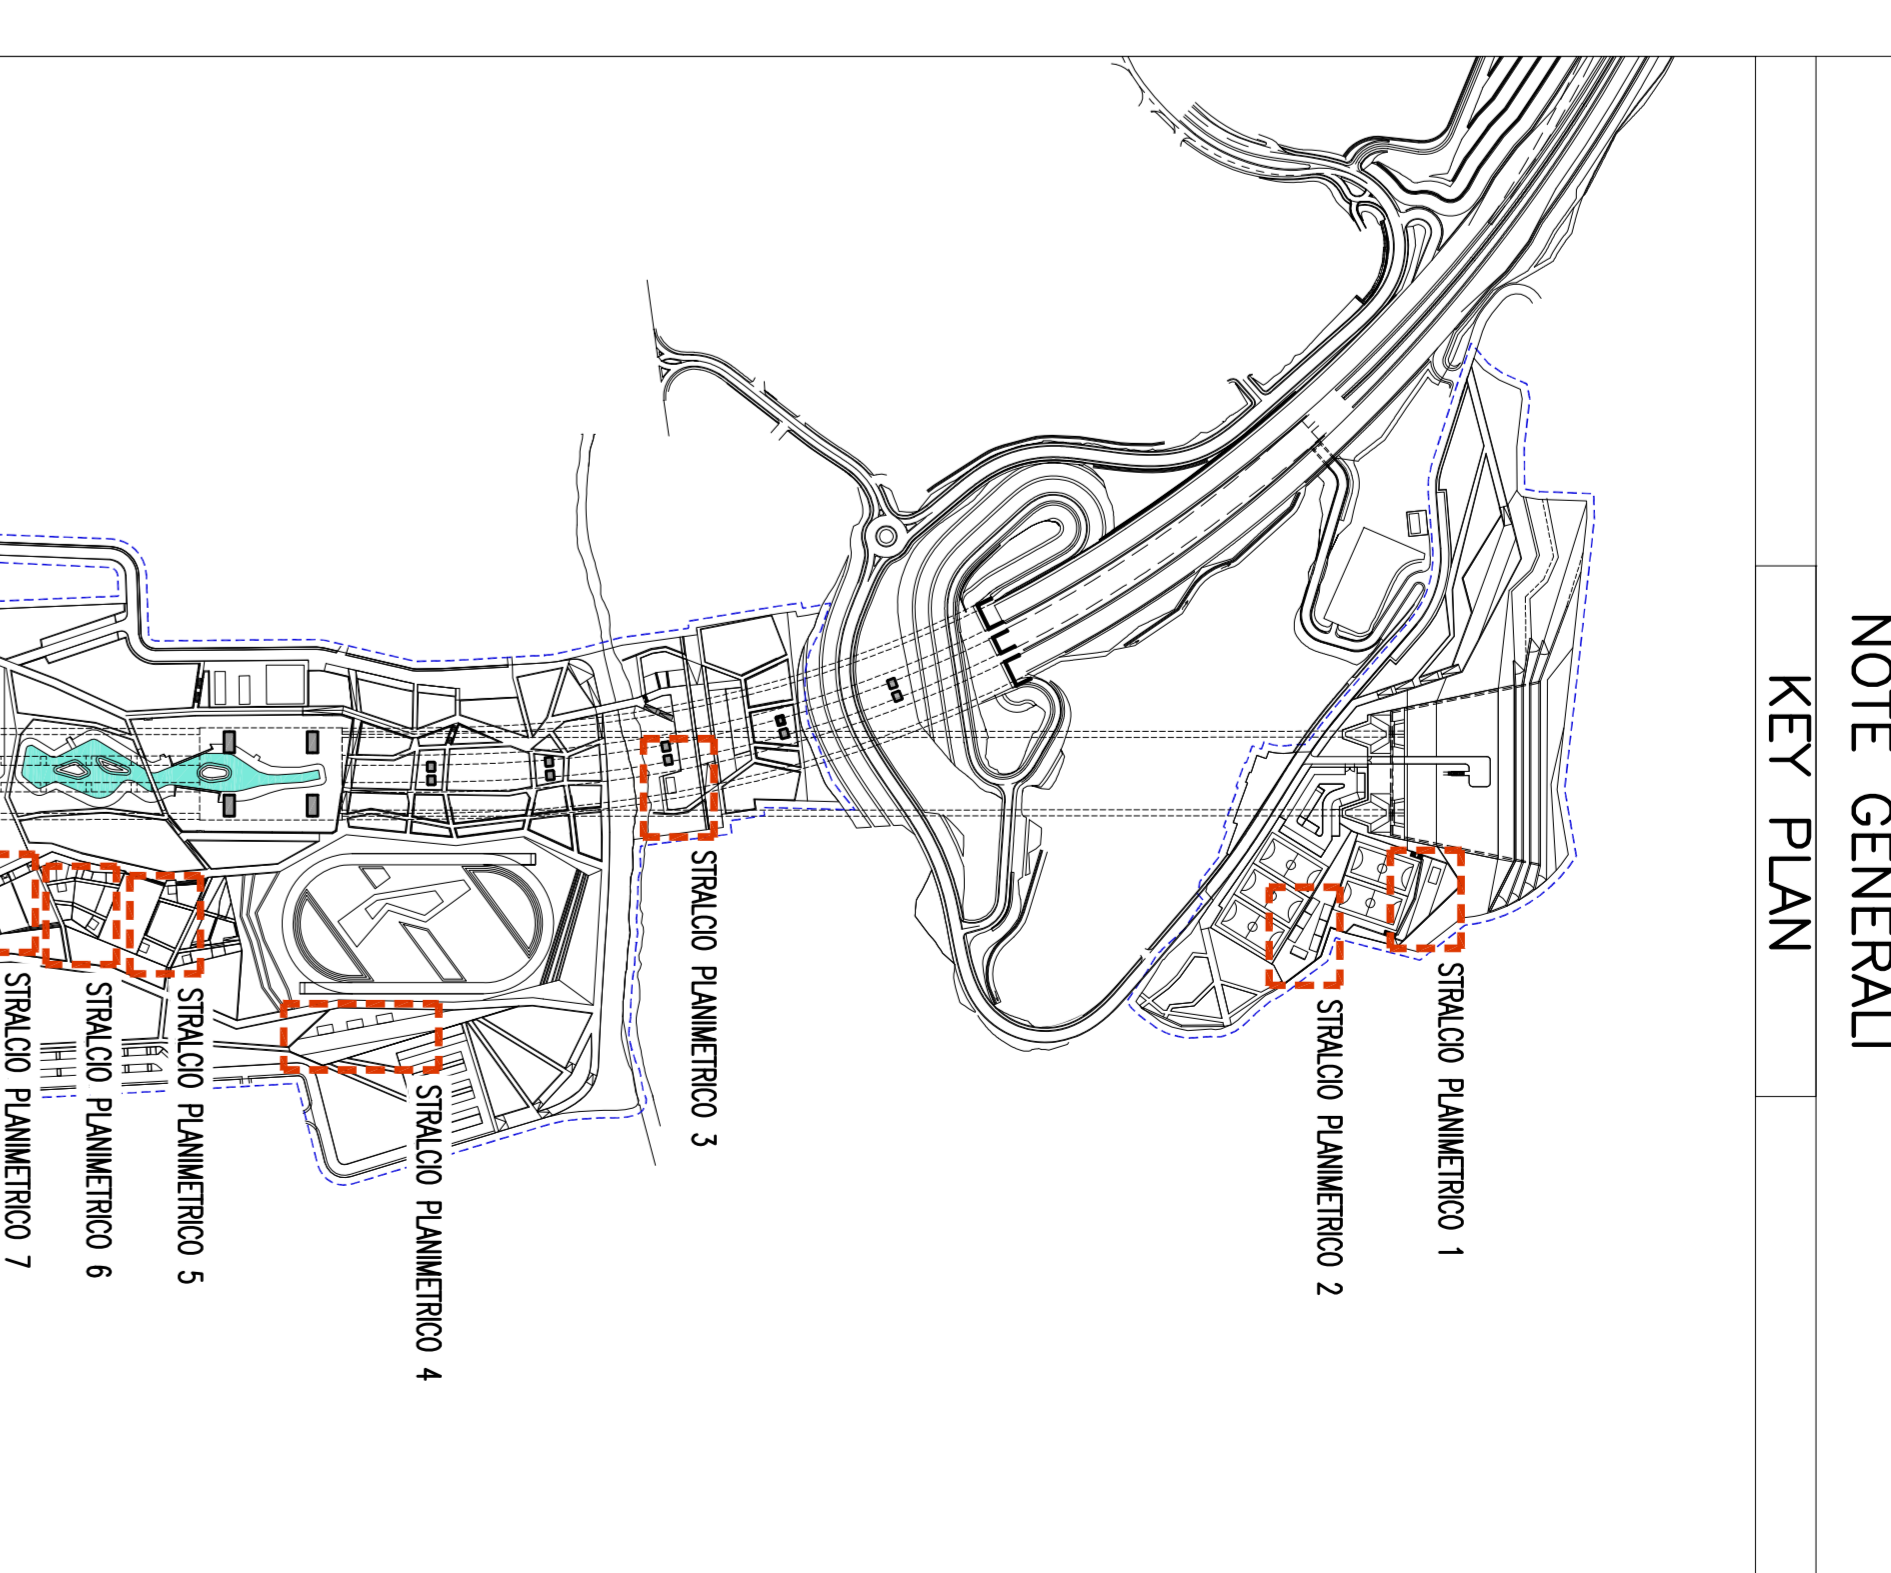 NOTE GENERALI
KEY PLAN
STRALCIO PLANIMETRICO 1
STRALCIO PLANIMETRICO 2
STRALCIO PLANIMETRICO 3
STRALCIO PLANIMETRICO 4
STRALCIO PLANIMETRICO 5
STRALCIO PLANIMETRICO 6
STRALCIO PLANIMETRICO 7